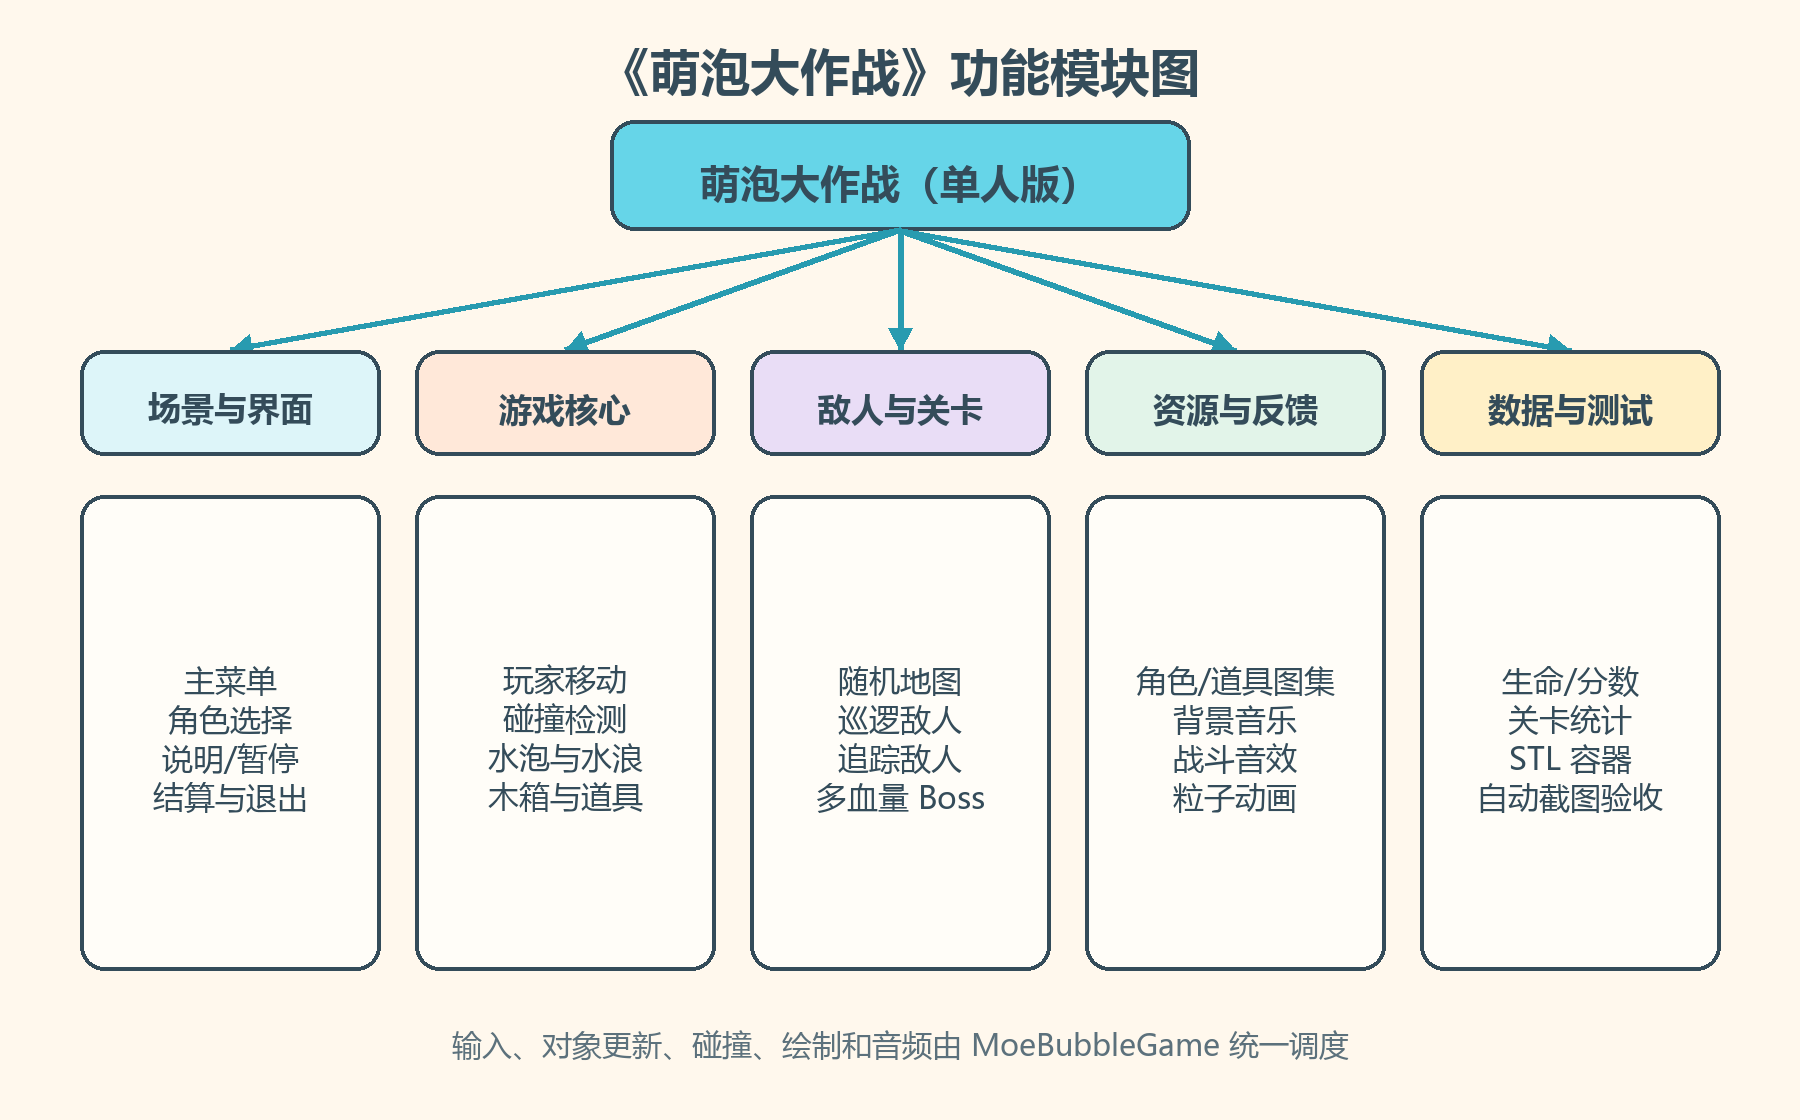 《萌泡大作战》功能模块图
萌泡大作战（单人版）
场景与界面
游戏核心
敌人与关卡
资源与反馈
数据与测试
主菜单
角色选择
说明/暂停
结算与退出
玩家移动
碰撞检测
水泡与水浪
木箱与道具
随机地图
巡逻敌人
追踪敌人
多血量 Boss
角色/道具图集
背景音乐
战斗音效
粒子动画
生命/分数
关卡统计
STL 容器
自动截图验收
输入、对象更新、碰撞、绘制和音频由 MoeBubbleGame 统一调度